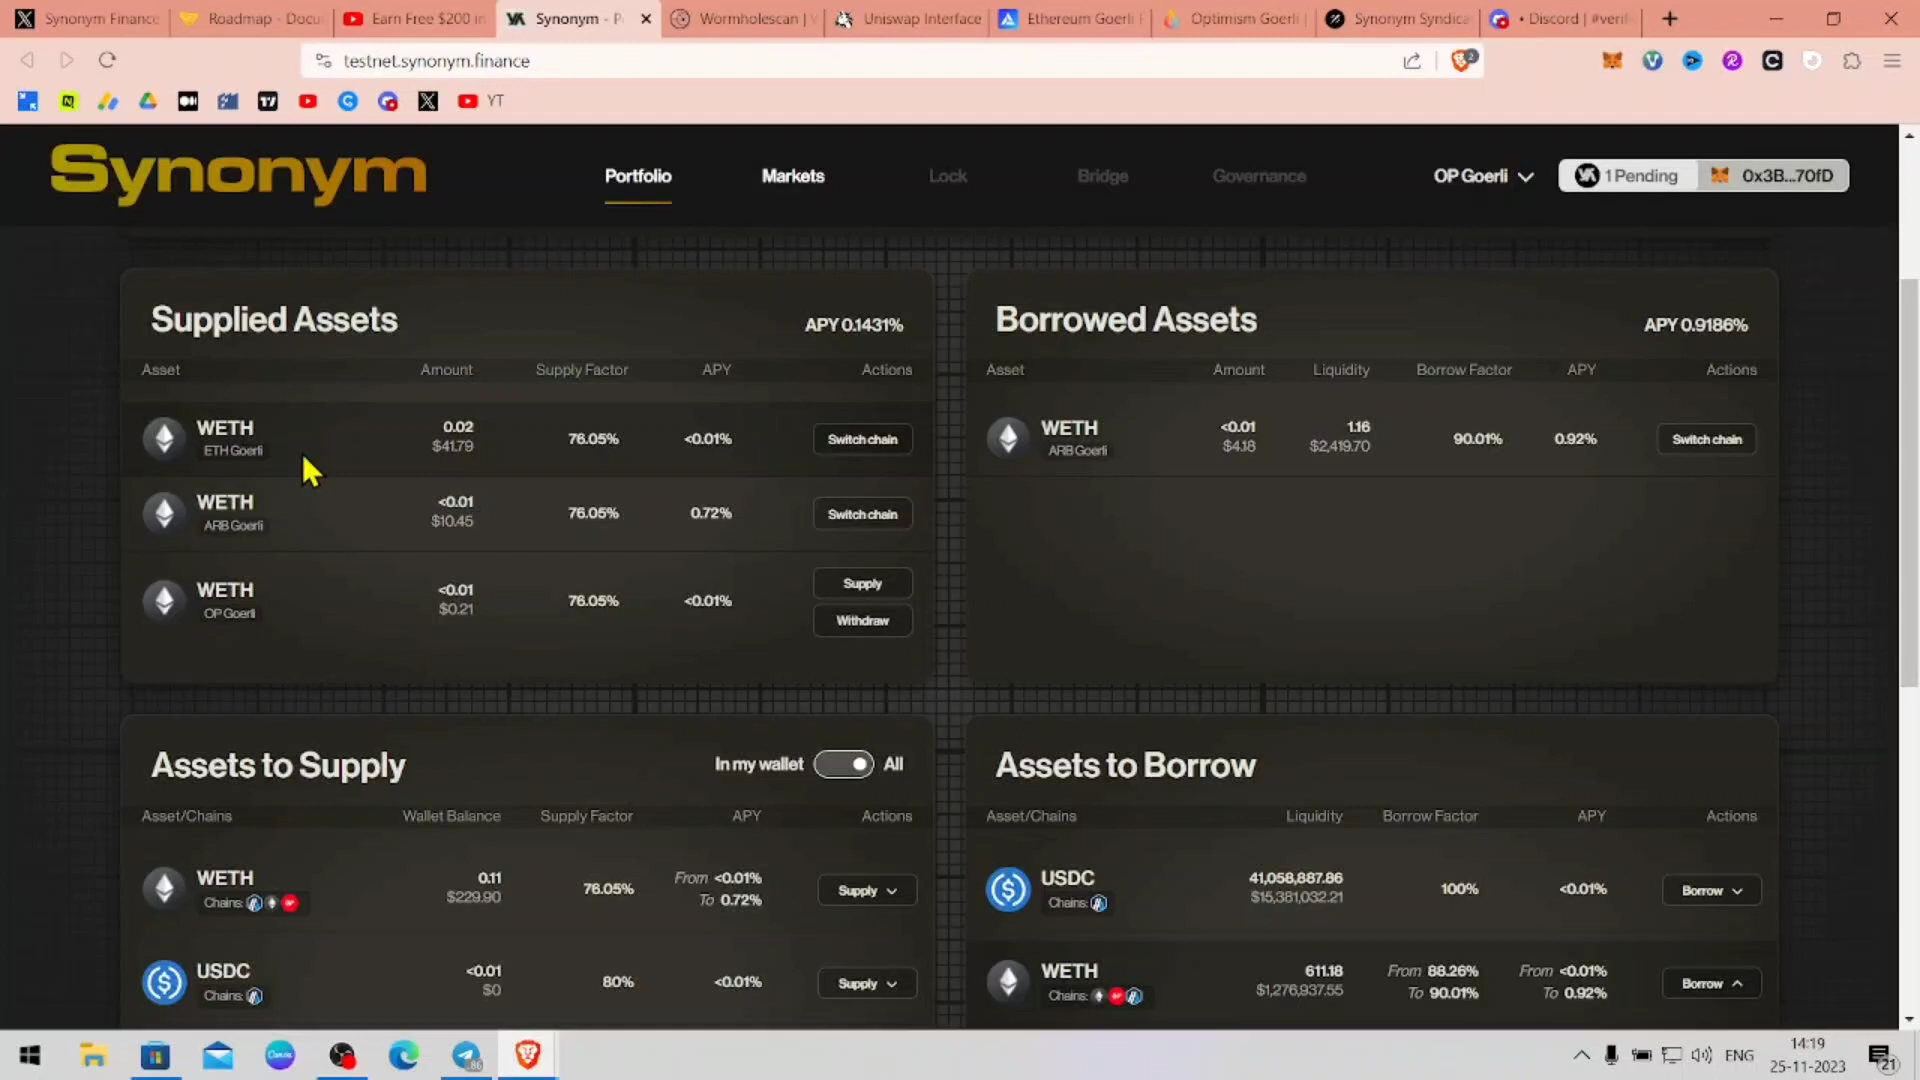 Synonym Finance
Roadmap - Docu
Earn Free $200 in
Synonym - P
Wormholescan |
Uniswap Interface
Ethereum Goerli F
Optimism Goerli
Synonym Syndica
• Discord | #verif
testnet.synonym.finance
2
YT
Synonym
Portfolio
Markets
Lock
Bridge
Governance
OP Goerli
1 Pending
0x3B...70fD
Supplied Assets
APY 0.1431%
Asset
Amount
Supply Factor
APY
Actions
WETH
ETH Goerli
0.02
$41.79
76.05%
<0.01%
Switch chain
WETH
ARB Goerli
<0.01
$10.45
76.05%
0.72%
Switch chain
WETH
OP Goerli
<0.01
$0.21
76.05%
<0.01%
Supply
Withdraw
Borrowed Assets
APY 0.9186%
Asset
Amount
Liquidity
Borrow Factor
APY
Actions
WETH
ARB Goerli
<0.01
$4.18
1.16
$2,419.70
90.01%
0.92%
Switch chain
Assets to Supply
In my wallet
All
Asset/Chains
Wallet Balance
Supply Factor
APY
Actions
WETH
Chains:
0.11
$229.90
76.05%
From <0.01%
To 0.72%
Supply
USDC
Chains:
<0.01
$0
80%
<0.01%
Supply
Assets to Borrow
Asset/Chains
Liquidity
Borrow Factor
APY
Actions
USDC
Chains:
41,058,887.86
$15,381,032.21
100%
<0.01%
Borrow
WETH
Chains:
611.18
$1,276,937.55
From 88.26%
To 90.01%
From <0.01%
To 0.92%
Borrow
ENG
14:19
25-11-2023
21